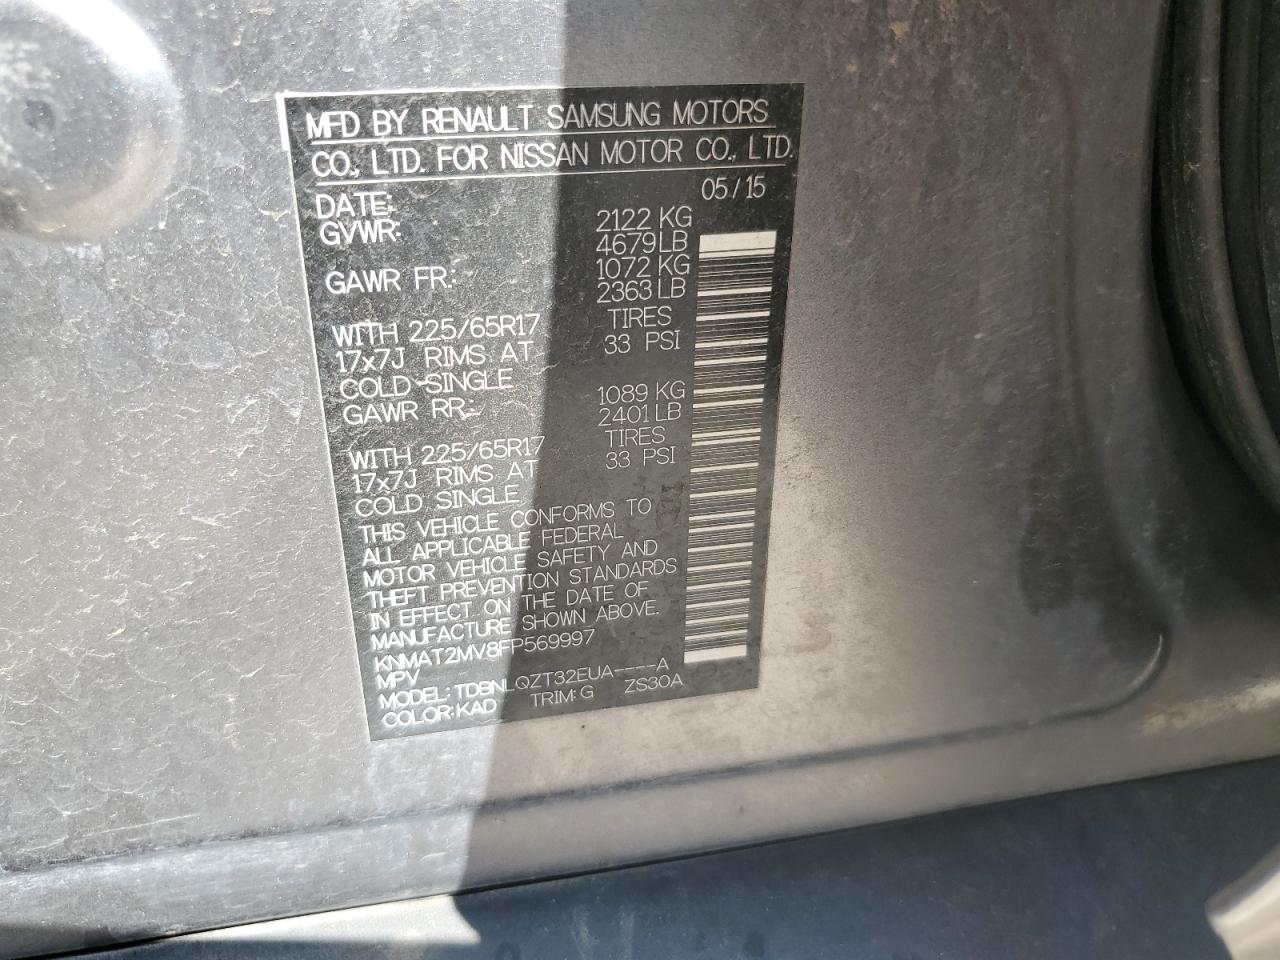 MFD BY RENAULT SAMSUNG MOTORS
CO., LTD. FOR NISSAN MOTOR CO., LTD.
DATE: 05/15
GVWR: 2122 KG
4679 LB
GAWR FR: 1072 KG
2363 LB
WITH 225/65R17 TIRES
17x7J RIMS AT 33 PSI
COLD SINGLE
GAWR RR: 1089 KG
2401 LB
WITH 225/65R17 TIRES
17x7J RIMS AT 33 PSI
COLD SINGLE
THIS VEHICLE CONFORMS TO
ALL APPLICABLE FEDERAL
MOTOR VEHICLE SAFETY AND
THEFT PREVENTION STANDARDS
IN EFFECT ON THE DATE OF
MANUFACTURE SHOWN ABOVE.
KNMAT2MV8FP569997
MPV
MODEL: TDBNLQZT32EUA----A
COLOR: KAD TRIM: G ZS30A